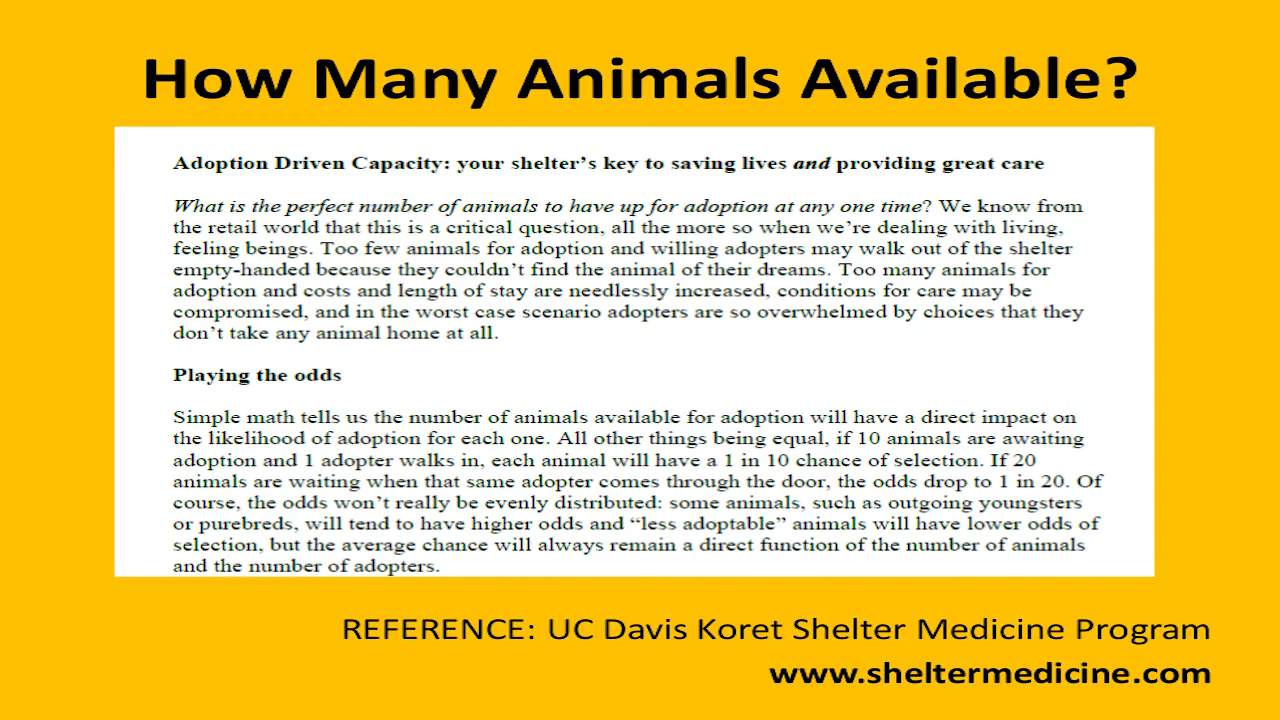 How Many Animals Available?
Adoption Driven Capacity: your shelter's key to saving lives and providing great care
What is the perfect number of animals to have up for adoption at any one time? We know from
the retail world that this is a critical question, all the more so when we're dealing with living,
feeling beings. Too few animals for adoption and willing adopters may walk out of the shelter
empty-handed because they couldn't find the animal of their dreams. Too many animals for
adoption and costs and length of stay are needlessly increased, conditions for care may be
compromised, and in the worst case scenario adopters are so overwhelmed by choices that they
don't take any animal home at all.
Playing the odds
Simple math tells us the number of animals available for adoption will have a direct impact on
the likelihood of adoption for each one. All other things being equal, if 10 animals are awaiting
adoption and 1 adopter walks in, each animal will have a 1 in 10 chance of selection. If 20
animals are waiting when that same adopter comes through the door, the odds drop to 1 in 20. Of
course, the odds won't really be evenly distributed: some animals, such as outgoing youngsters
or purebreds, will tend to have higher odds and “less adoptable” animals will have lower odds of
selection, but the average chance will always remain a direct function of the number of animals
and the number of adopters.
REFERENCE: UC Davis Koret Shelter Medicine Program
www.sheltermedicine.com